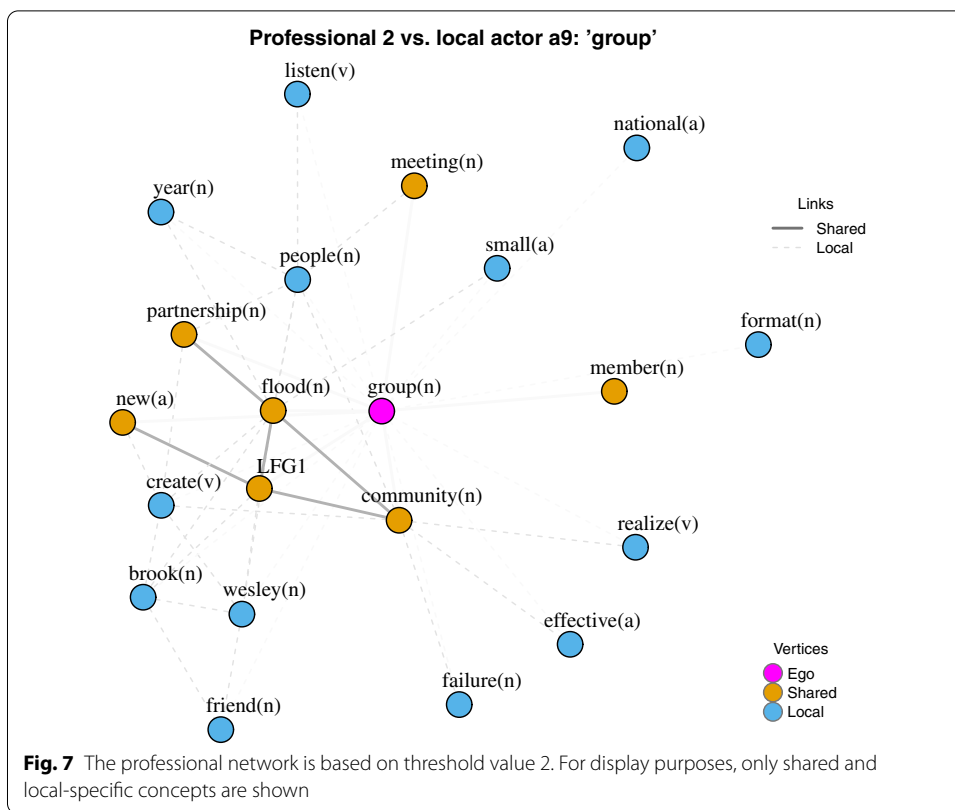 Professional 2 vs. local actor a9: 'group'
listen(v)
national(a)
meeting(n)
year(n)
Links
Shared
Local
small(a)
people(n)
partnership(n)
format(n)
member(n)
flood(n)
group(n)
new(a)
LFG1
create(v)
community(n)
realize(v)
brook(n)
wesley(n)
effective(a)
Vertices
Ego
Shared
Local
failure(n)
friend(n)
Fig. 7 The professional network is based on threshold value 2. For display purposes, only shared and
local-specific concepts are shown